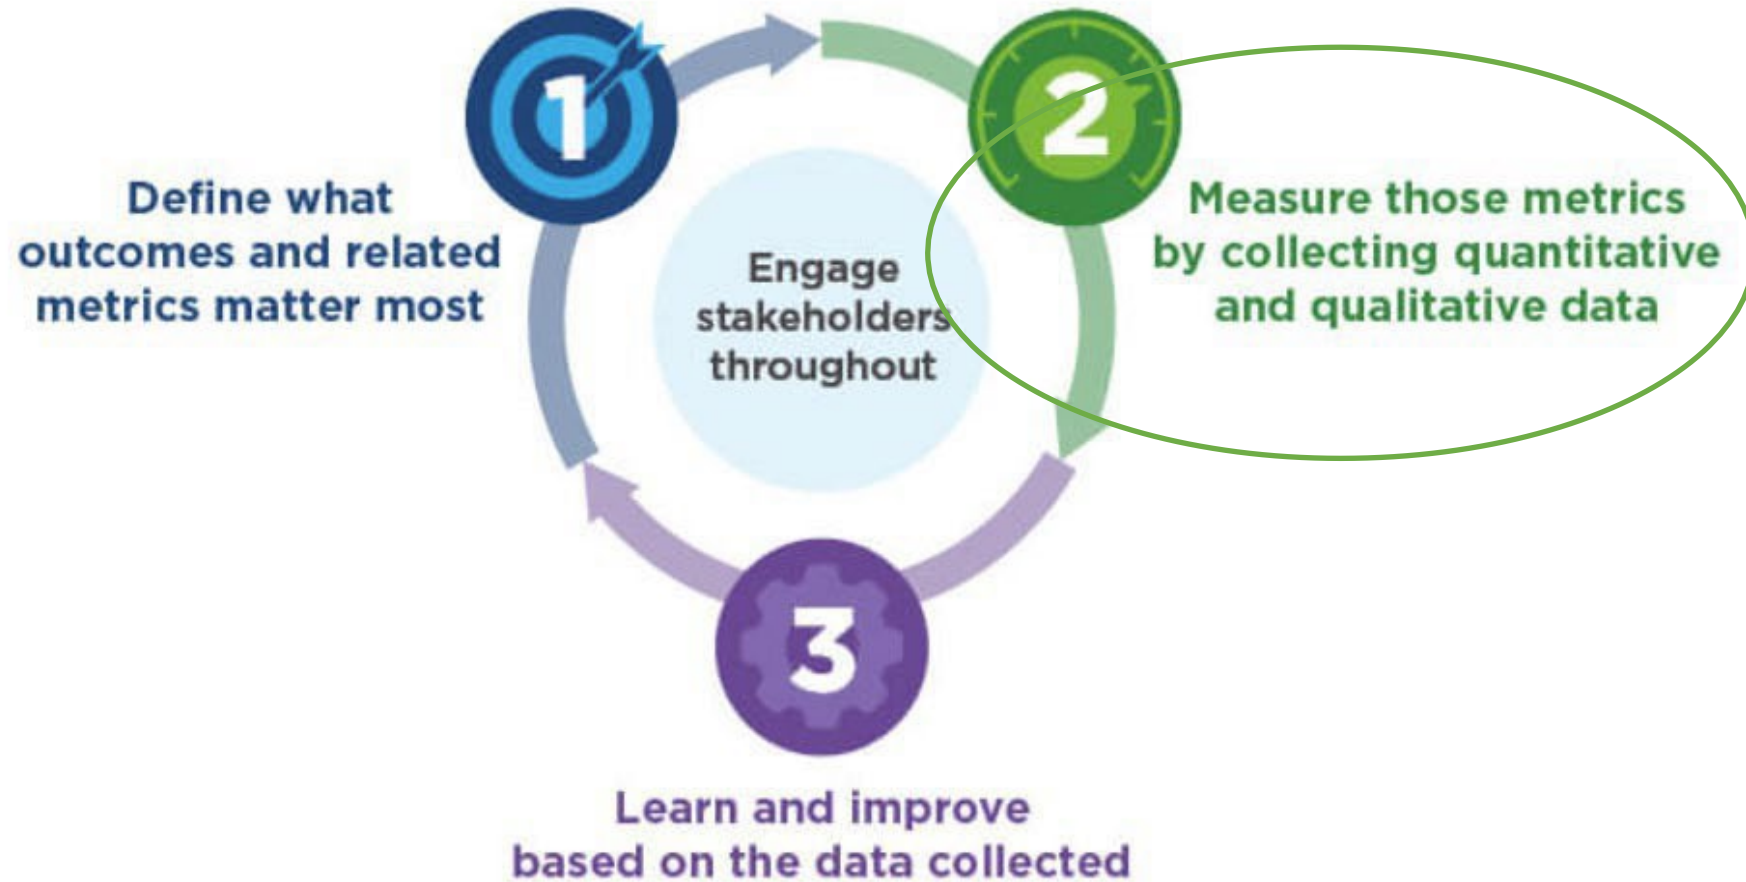 1
Define what
outcomes and related
metrics matter most
2
Measure those metrics
by collecting quantitative
and qualitative data
Engage
stakeholders
throughout
3
Learn and improve
based on the data collected